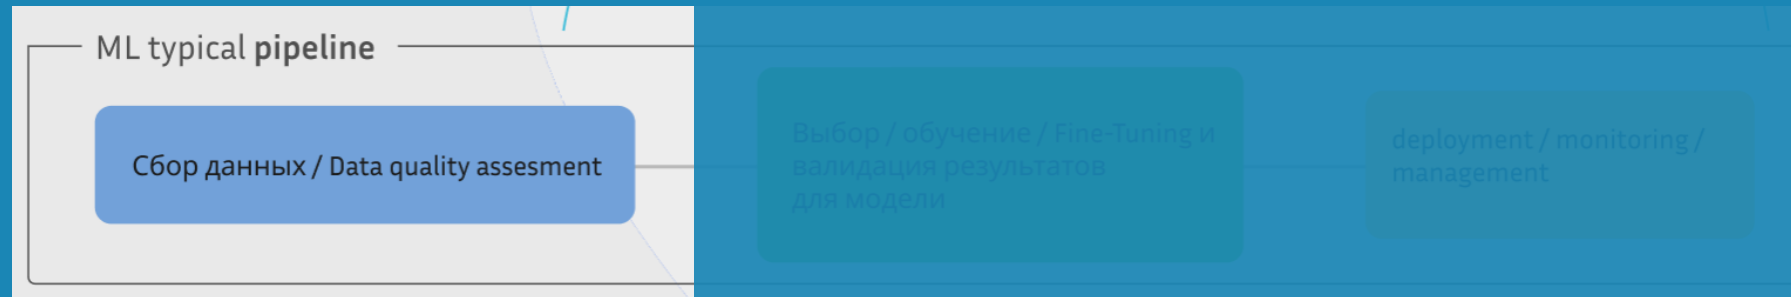 ML typical pipeline
Сбор данных / Data quality assesment
Выбор / обучение / Fine-Tuning и
валидация результатов
для модели
deployment / monitoring /
management